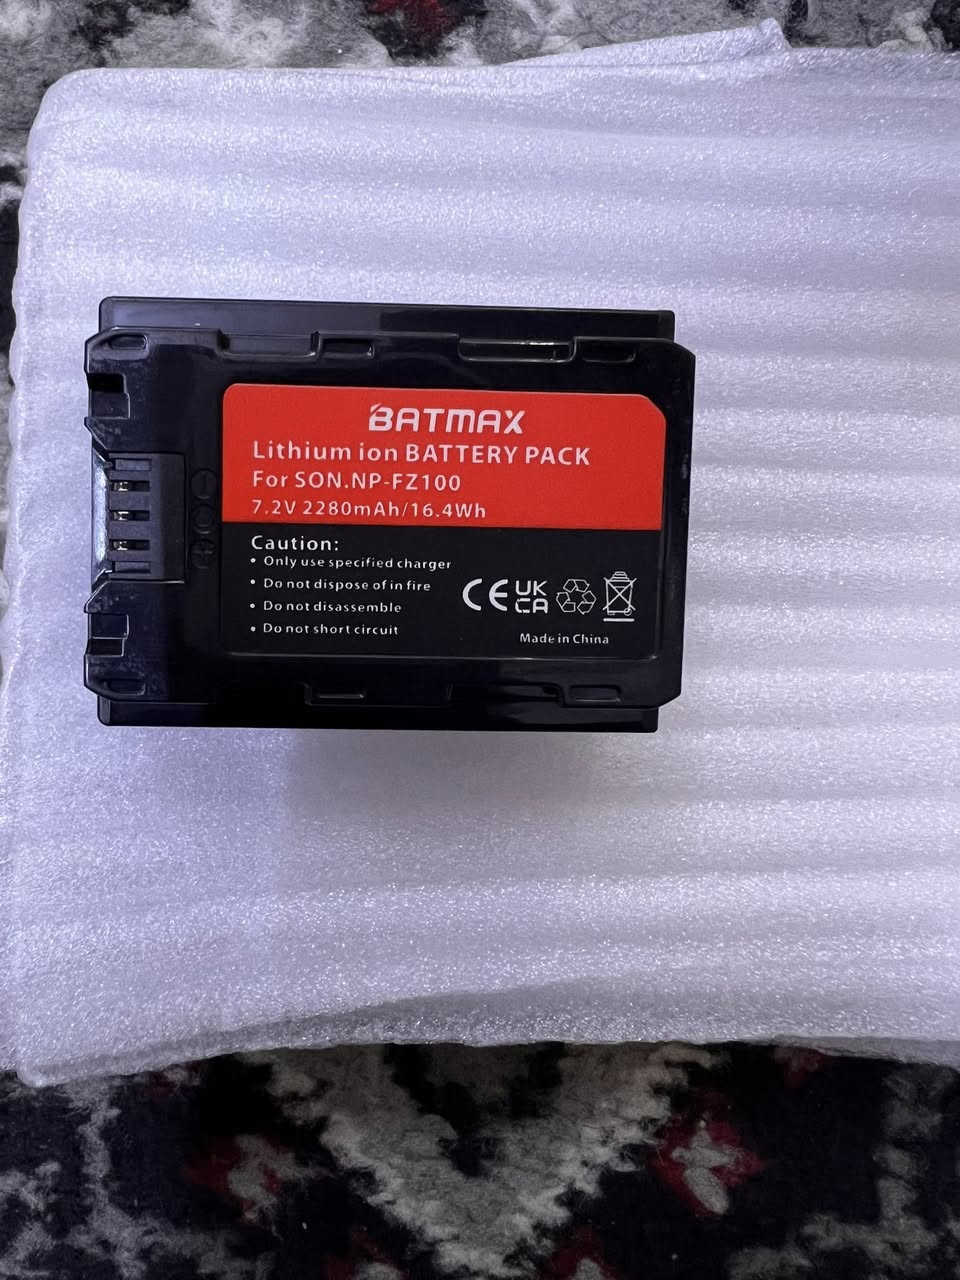 BATMAX
Lithium ion BATTERY PACK
For SON.NP-FZ100
7.2V 2280mAh/16.4Wh
Caution:
• Only use specified charger
• Do not dispose of in fire
• Do not disassemble
• Do not short circuit
CE UK CA
Made in China